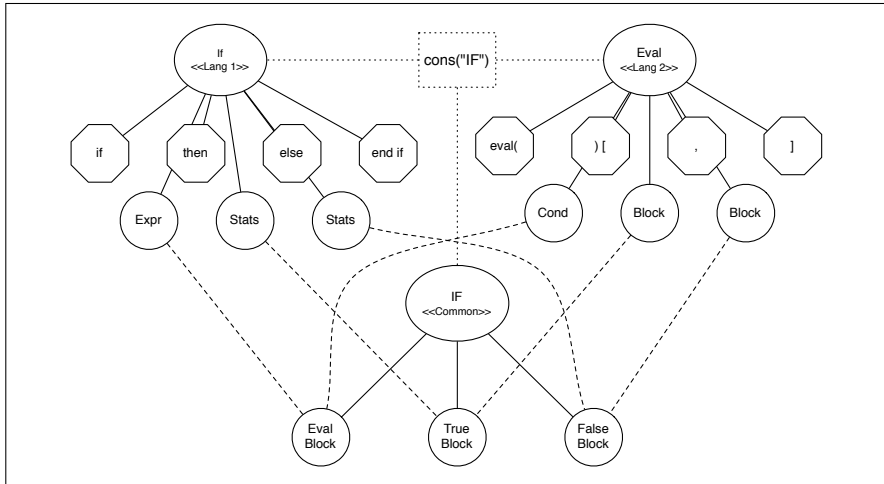 If
<<Lang 1>>
cons("IF")
Eval
<<Lang 2>>
if
then
else
end if
eval(
) [
,
]
Expr
Stats
Stats
Cond
Block
Block
IF
<<Common>>
Eval
Block
True
Block
False
Block